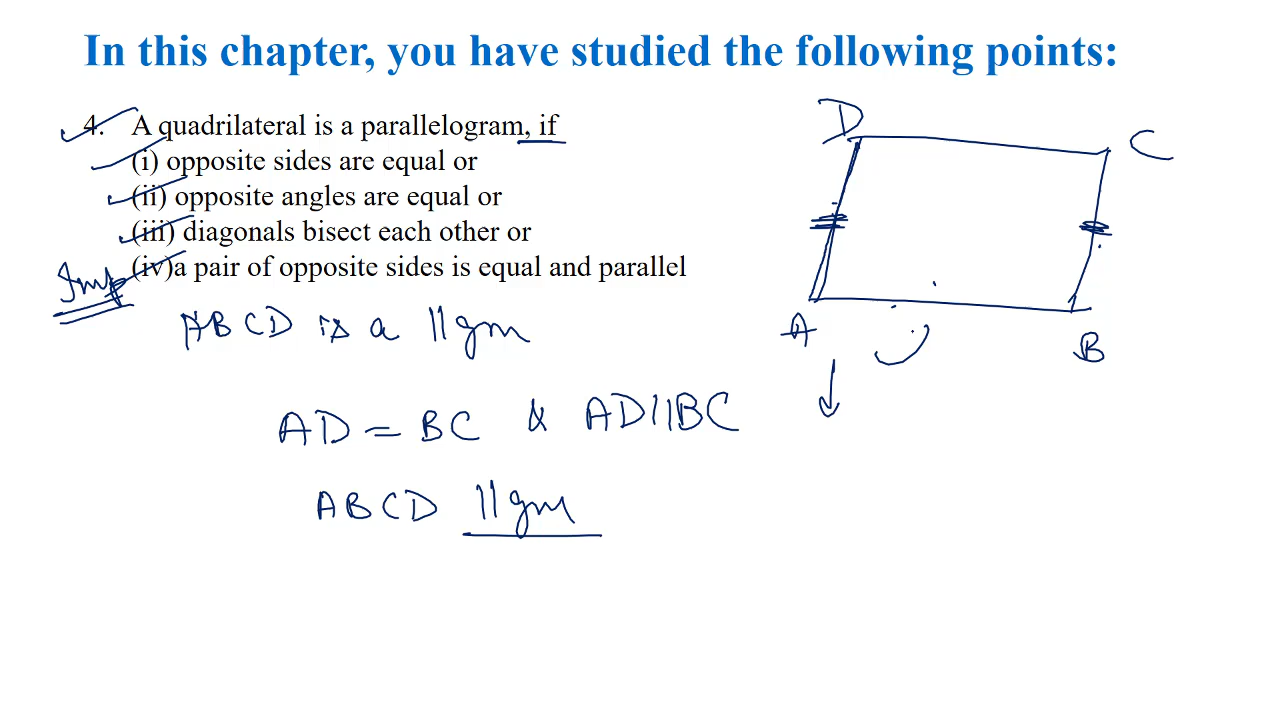 In this chapter, you have studied the following points:
4. A quadrilateral is a parallelogram, if
(i) opposite sides are equal or
(ii) opposite angles are equal or
(iii) diagonals bisect each other or
(iv)a pair of opposite sides is equal and parallel
Imp
ABCD is a ||gm
AD = BC & AD||BC
ABCD ||gm
D
C
A
B